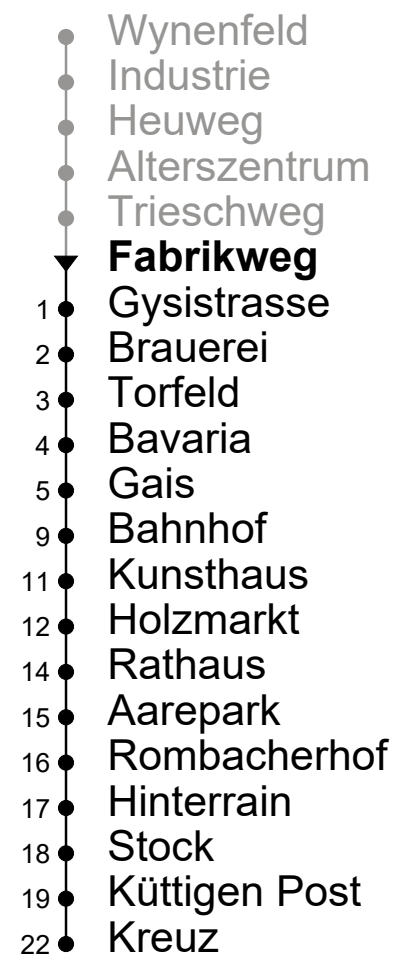 Wynenfeld
Industrie
Heuweg
Alterszentrum
Trieschweg
Fabrikweg
1 Gysistrasse
2 Brauerei
3 Torfeld
4 Bavaria
5 Gais
9 Bahnhof
11 Kunsthaus
12 Holzmarkt
14 Rathaus
15 Aarepark
16 Rombacherhof
17 Hinterrain
18 Stock
19 Küttigen Post
22 Kreuz